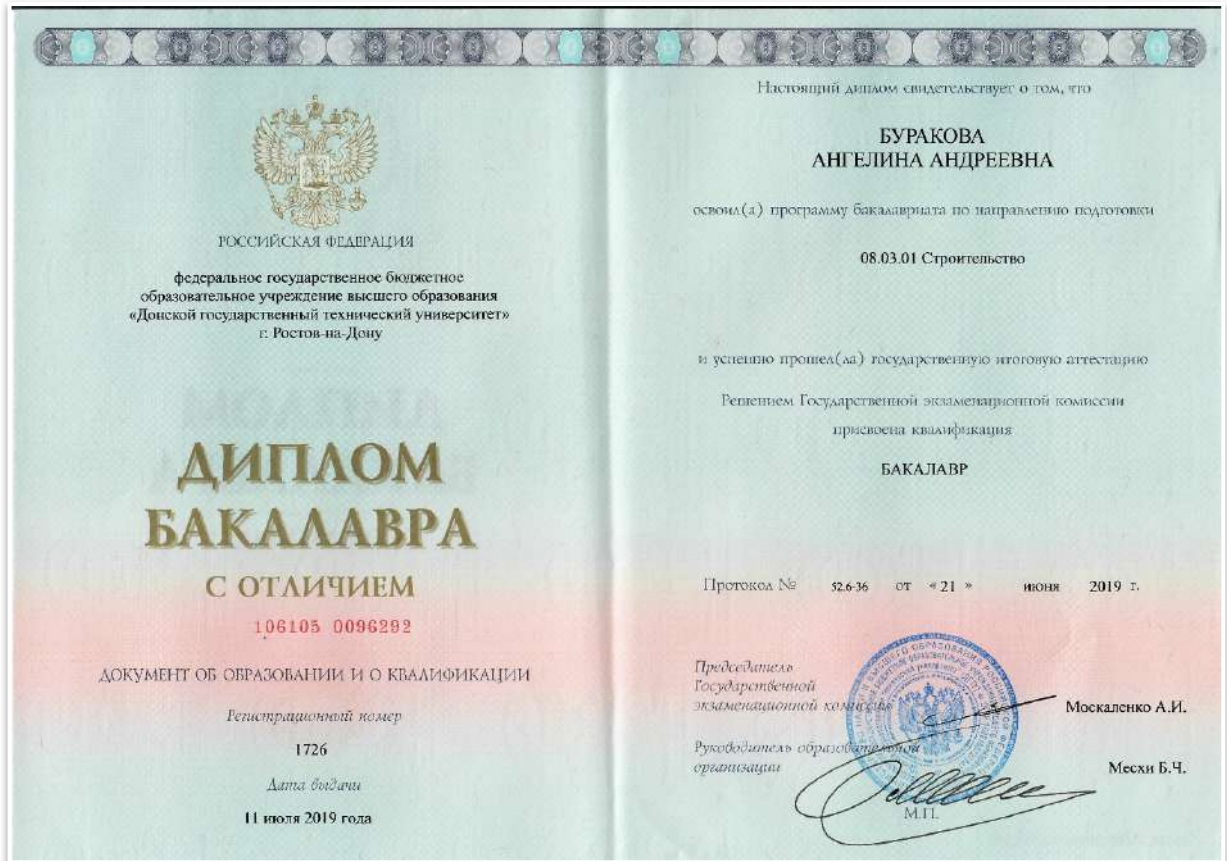 РОССИЙСКАЯ ФЕДЕРАЦИЯ
федеральное государственное бюджетное
образовательное учреждение высшего образования
«Донской государственный технический университет»
г. Ростов-на-Дону
ДИПЛОМ
БАКАЛАВРА
С ОТЛИЧИЕМ
106105 0096292
ДОКУМЕНТ ОБ ОБРАЗОВАНИИ И О КВАЛИФИКАЦИИ
Регистрационный номер
1726
Дата выдачи
11 июля 2019 года
Настоящий диплом свидетельствует о том, что
БУРАКОВА
АНГЕЛИНА АНДРЕЕВНА
освоил(а) программу бакалавриата по направлению подготовки
08.03.01 Строительство
и успешно прошел(ла) государственную итоговую аттестацию
Решением Государственной экзаменационной комиссии
присвоена квалификация
БАКАЛАВР
Протокол № 52.6-36 от «21» июня 2019 г.
Председатель
Государственной
экзаменационной комиссии
Москаленко А.И.
Руководитель образовательной
организации
Месхи Б.Ч.
М.П.